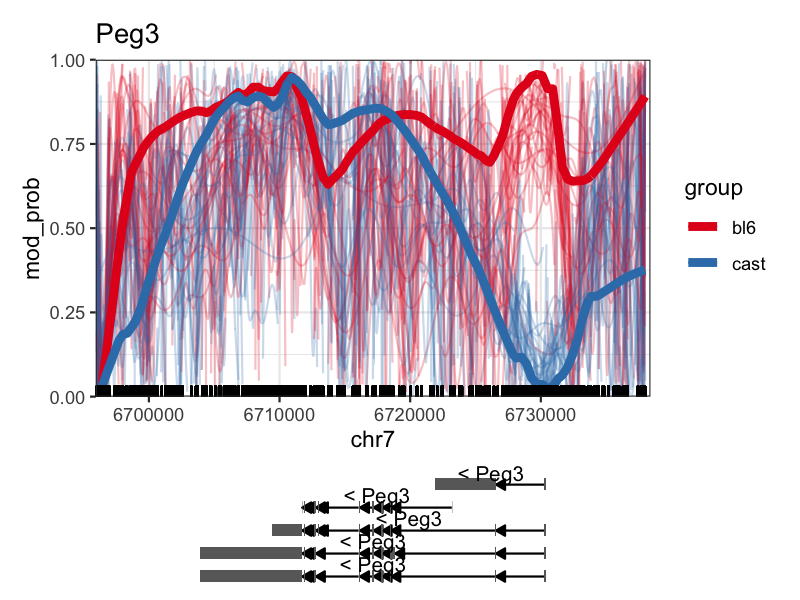 Peg3
1.00
0.75
0.50
0.25
0.00
mod_prob
6700000 6710000 6720000 6730000
chr7
group
bl6
cast
< Peg3
< Peg3
< Peg3
< Peg3
< Peg3